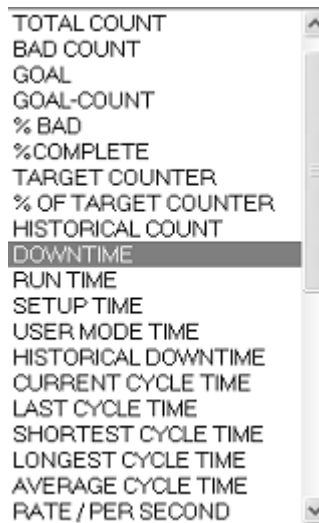 TOTAL COUNT
BAD COUNT
GOAL
GOAL-COUNT
% BAD
%COMPLETE
TARGET COUNTER
% OF TARGET COUNTER
HISTORICAL COUNT
DOWNTIME
RUN TIME
SETUP TIME
USER MODE TIME
HISTORICAL DOWNTIME
CURRENT CYCLE TIME
LAST CYCLE TIME
SHORTEST CYCLE TIME
LONGEST CYCLE TIME
AVERAGE CYCLE TIME
RATE / PER SECOND